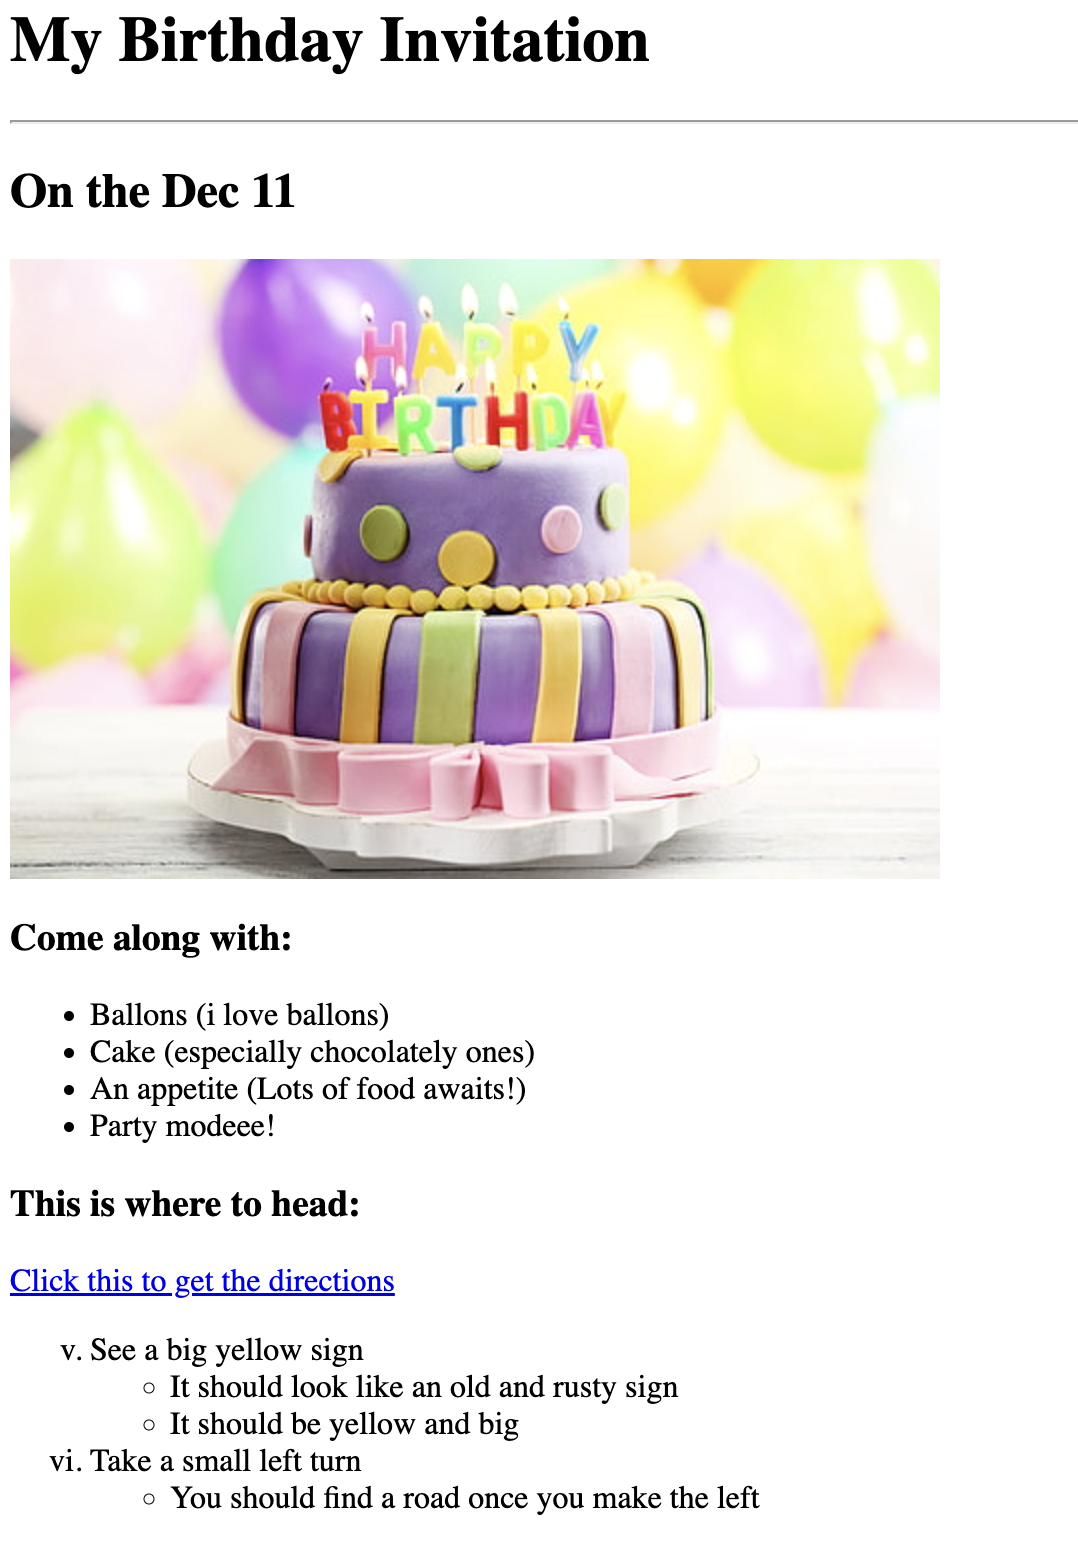 My Birthday Invitation
On the Dec 11
HAPPY
BIRTHDAY
Come along with:
• Ballons (i love ballons)
• Cake (especially chocolately ones)
• An appetite (Lots of food awaits!)
• Party modeee!
This is where to head:
Click this to get the directions
v. See a big yellow sign
◦ It should look like an old and rusty sign
◦ It should be yellow and big
vi. Take a small left turn
◦ You should find a road once you make the left